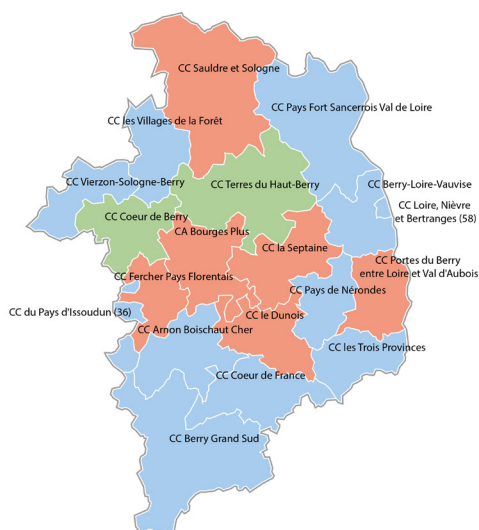 CC Sauldre et Sologne
CC Pays Fort Sancerrois Val de Loire
CC les Villages de la Forêt
CC Vierzon-Sologne-Berry
CC Terres du Haut-Berry
CC Berry-Loire-Vauvise
CC Loire, Nièvre
et Bertranges (58)
CC Coeur de Berry
CA Bourges Plus
CC la Septaine
CC Portes du Berry
entre Loire et Val d'Aubois
CC Fercher Pays Florentais
CC Pays de Nérondes
CC du Pays d'Issoudun (36)
CC le Dunois
CC Arnon Boischaut Cher
CC les Trois Provinces
CC Coeur de France
CC Berry Grand Sud